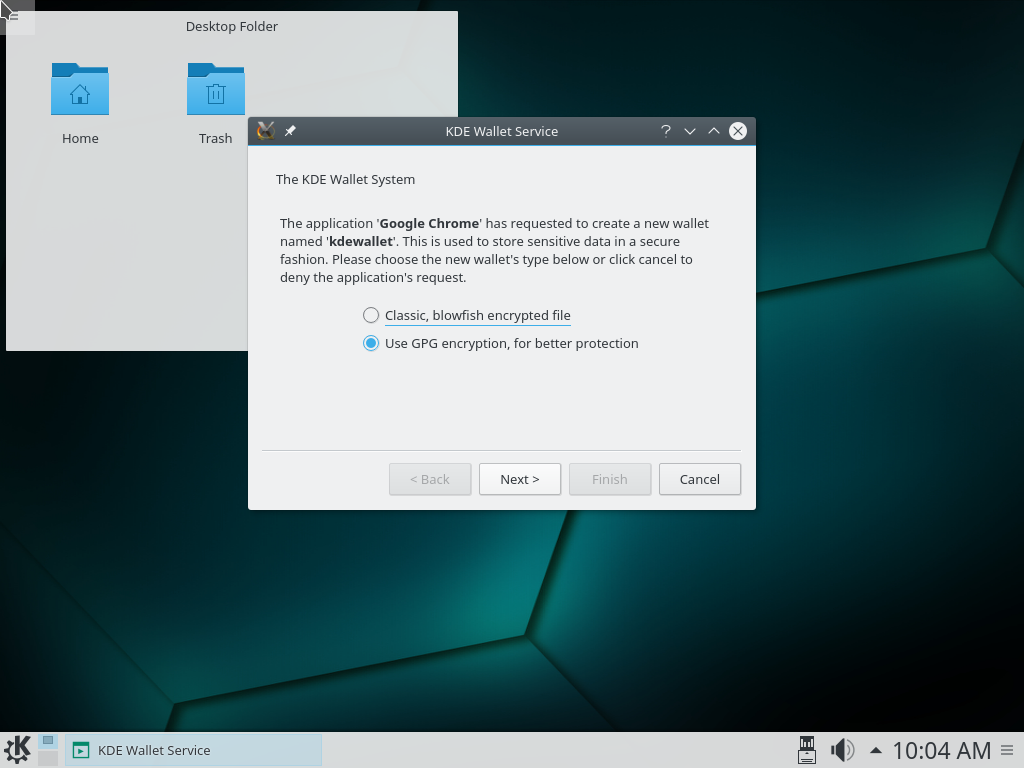 Desktop Folder
Home
Trash
KDE Wallet Service
The KDE Wallet System
The application 'Google Chrome' has requested to create a new wallet
named 'kdewallet'. This is used to store sensitive data in a secure
fashion. Please choose the new wallet's type below or click cancel to
deny the application's request.
Classic, blowfish encrypted file
Use GPG encryption, for better protection
< Back
Next >
Finish
Cancel
KDE Wallet Service
10:04 AM